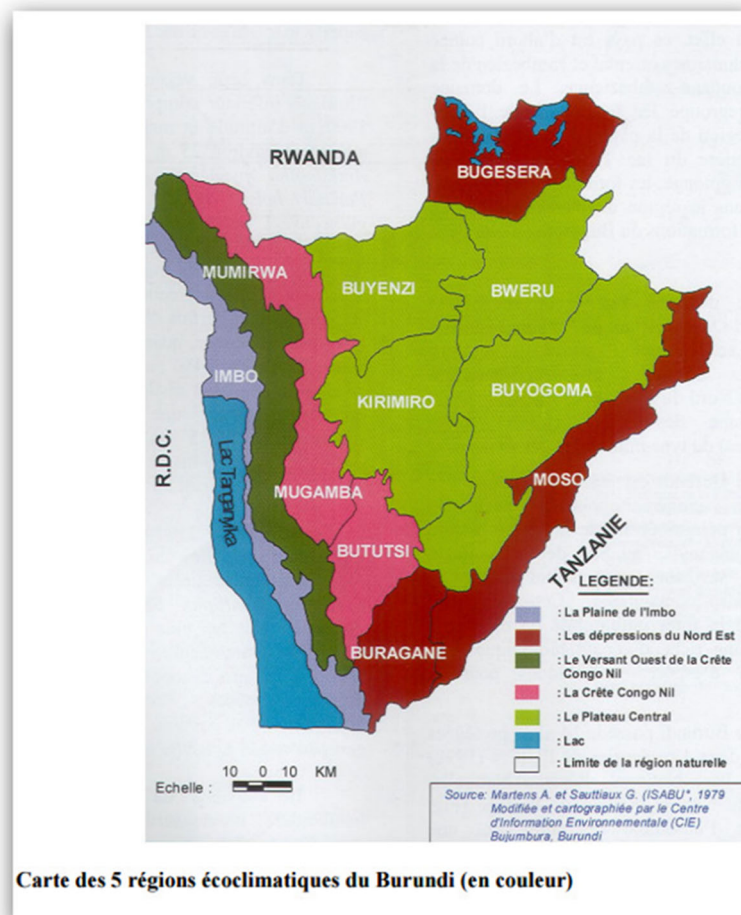 RWANDA
BUGESERA
MUMIRWA
BUYENZI
BWERU
IMBO
KIRIMIRO
BUYOGOMA
R.D.C.
Lac Tanganyika
MUGAMBA
MOSO
BUTUTSI
TANZANIE
BURAGANE
LEGENDE:
: La Plaine de l'Imbo
: Les dépressions du Nord Est
: Le Versant Ouest de la Crête
Congo Nil
: La Crête Congo Nil
: Le Plateau Central
: Lac
: Limite de la région naturelle
10 0 10 KM
Echelle :
Source: Martens A. et Sauttiaux G. (ISABU*, 1979
Modifiée et cartographiée par le Centre
d'Information Environnementale (CIE)
Bujumbura, Burundi
Carte des 5 régions écoclimatiques du Burundi (en couleur)